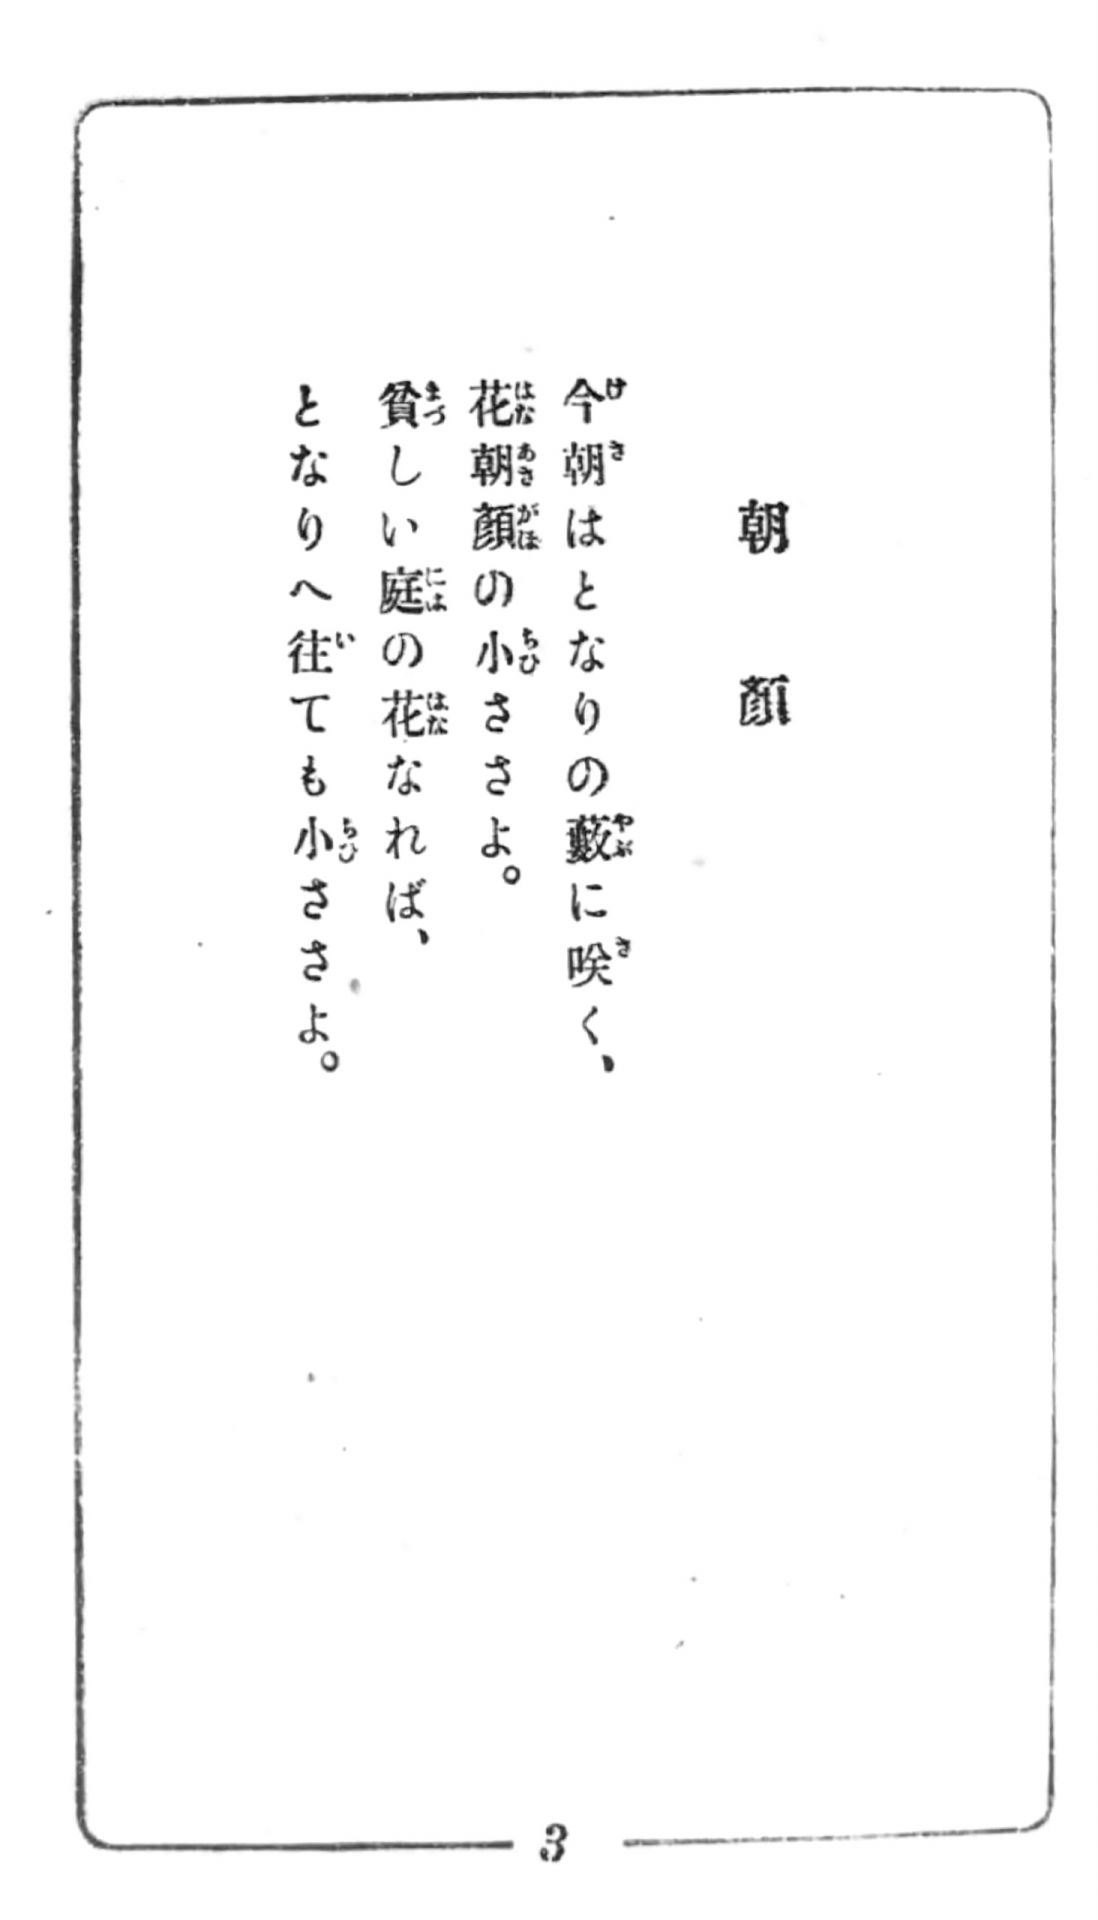 朝顔
今朝はとなりの藪に咲く、
花朝顔の小ささよ。
貧しい庭の花なれば、
となりへ往ても小ささよ。
3